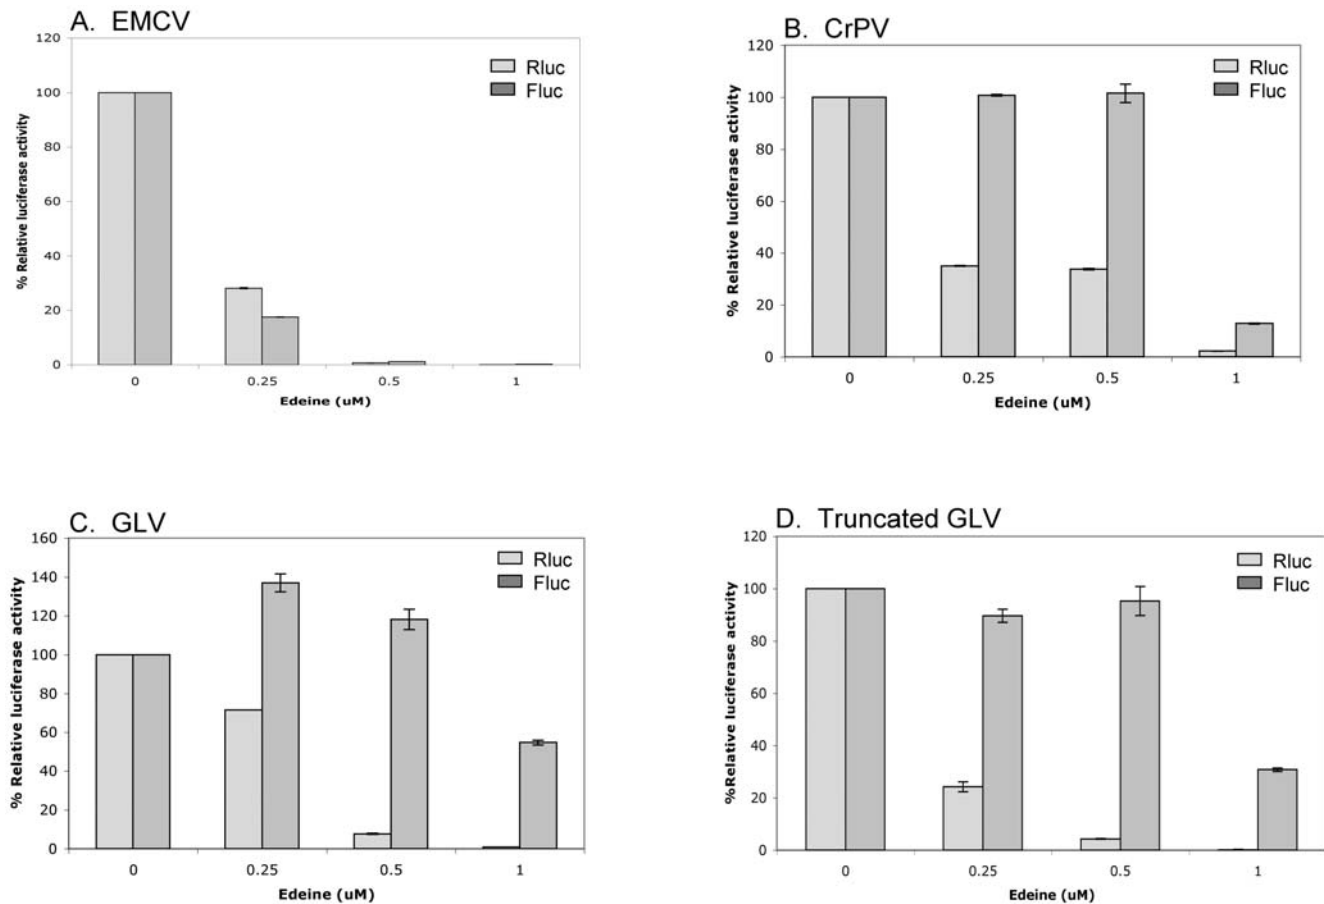 A. EMCV
120
100
80
60
40
20
0
% Relative luciferase activity
Rluc
Fluc
0 0.25 0.5 1
Edeine (uM)
B. CrPV
120
100
80
60
40
20
0
% Relative luciferase activity
Rluc
Fluc
0 0.25 0.5 1
Edeine (uM)
C. GLV
160
140
120
100
80
60
40
20
0
% Relative luciferase activity
Rluc
Fluc
0 0.25 0.5 1
Edeine (uM)
D. Truncated GLV
120
100
80
60
40
20
0
%Relative luciferase activity
Rluc
Fluc
0 0.25 0.5 1
Edeine (uM)